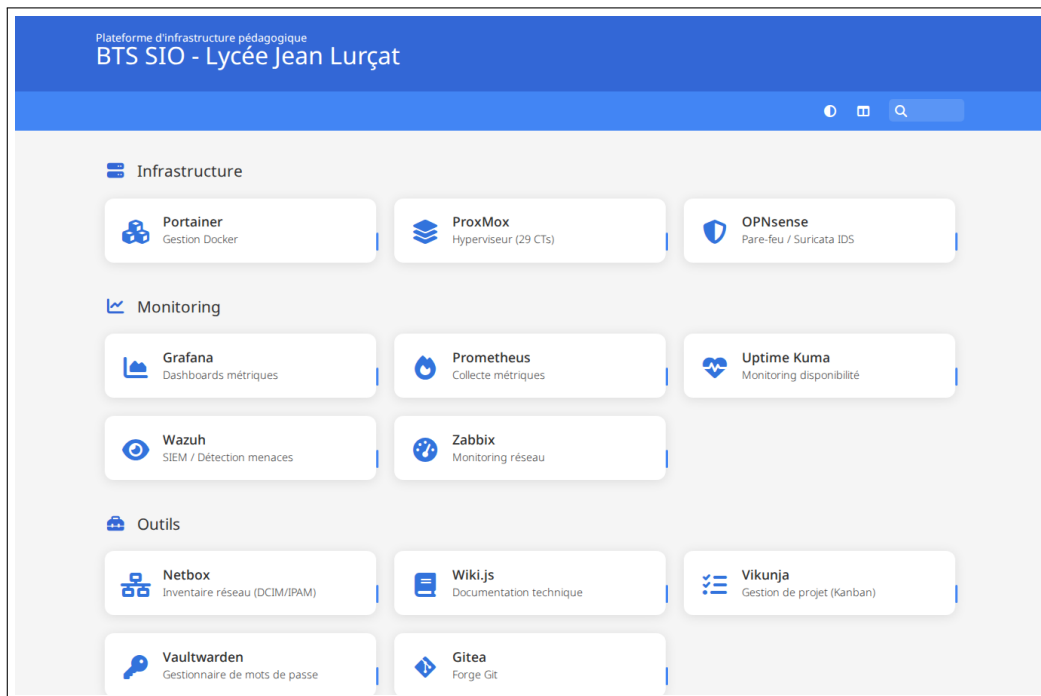 Plateforme d'infrastructure pédagogique
BTS SIO - Lycée Jean Lurçat
Infrastructure
Portainer
Gestion Docker
ProxMox
Hyperviseur (29 CTs)
OPNsense
Pare-feu / Suricata IDS
Monitoring
Grafana
Dashboards métriques
Prometheus
Collecte métriques
Uptime Kuma
Monitoring disponibilité
Wazuh
SIEM / Détection menaces
Zabbix
Monitoring réseau
Outils
Netbox
Inventaire réseau (DCIM/IPAM)
Wiki.js
Documentation technique
Vikunja
Gestion de projet (Kanban)
Vaultwarden
Gestionnaire de mots de passe
Gitea
Forge Git